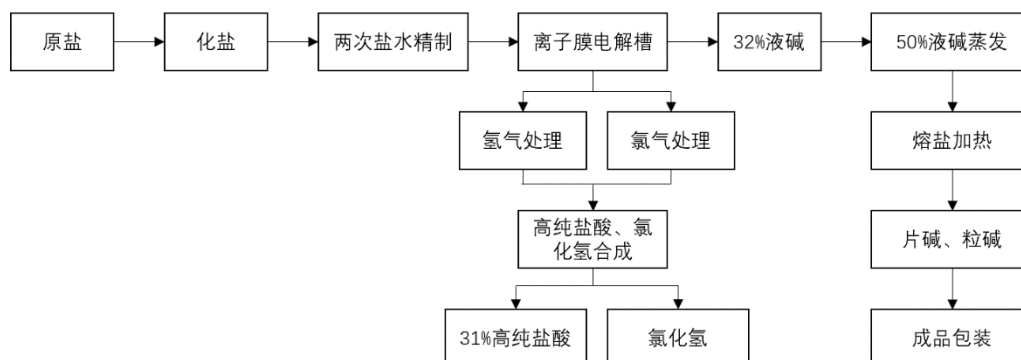 原盐
化盐
两次盐水精制
离子膜电解槽
32%液碱
50%液碱蒸发
氢气处理
氯气处理
熔盐加热
高纯盐酸、氯
化氢合成
片碱、粒碱
31%高纯盐酸
氯化氢
成品包装